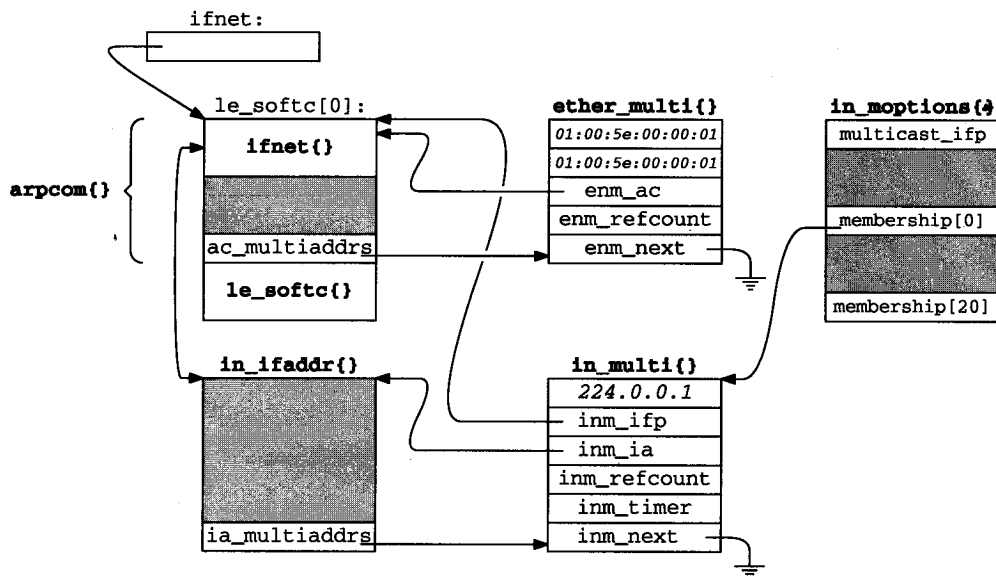 ifnet:
le_softc[0]:
ifnet{}
arpcom{}
ac_multiaddrs
le_softc{}
ether_multi{}
01:00:5e:00:00:01
01:00:5e:00:00:01
enm_ac
enm_refcount
enm_next
in_moptions{}
multicast_ifp
membership[0]
membership[20]
in_ifaddr{}
ia_multiaddrs
in_multi{}
224.0.0.1
inm_ifp
inm_ia
inm_refcount
inm_timer
inm_next